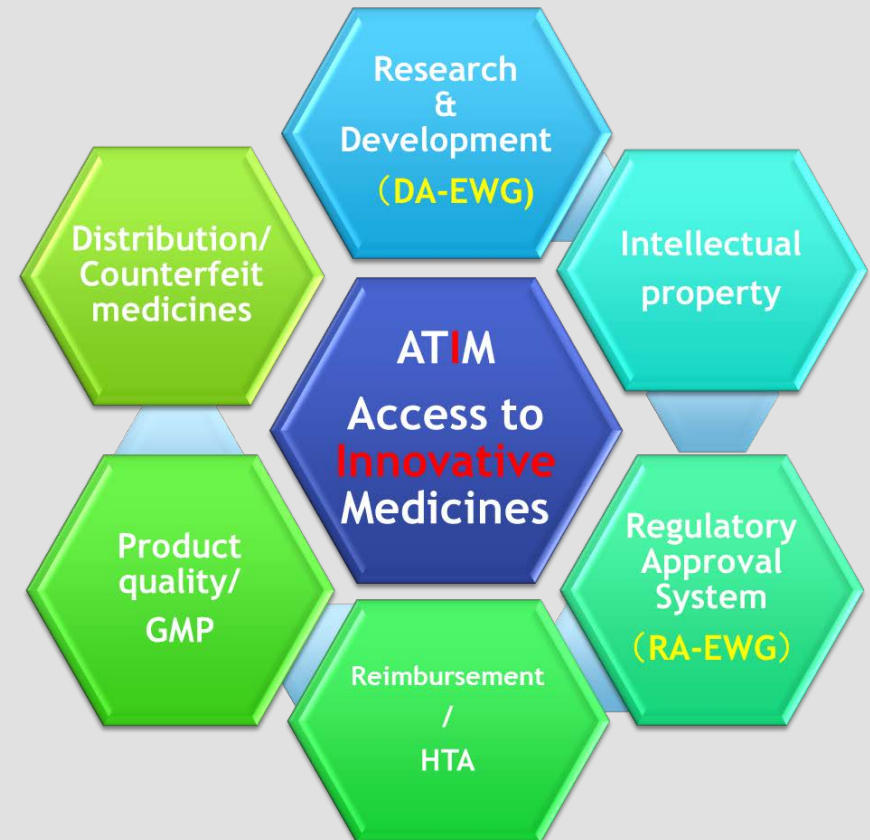 Research
&
Development
（DA-EWG)
Intellectual
property
Regulatory
Approval
System
（RA-EWG）
Reimbursement
/
HTA
Product
quality/
GMP
Distribution/
Counterfeit
medicines
ATIM
Access to
Innovative
Medicines